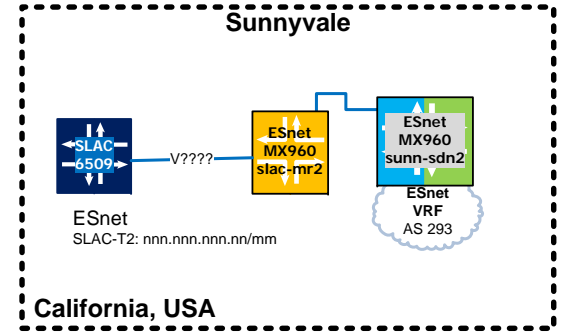 Sunnyvale
SLAC
6509
V????
ESnet
MX960
slac-mr2
ESnet
MX960
sunn-sdn2
ESnet
VRF
AS 293
ESnet
SLAC-T2: nnn.nnn.nnn.nn/mm
California, USA